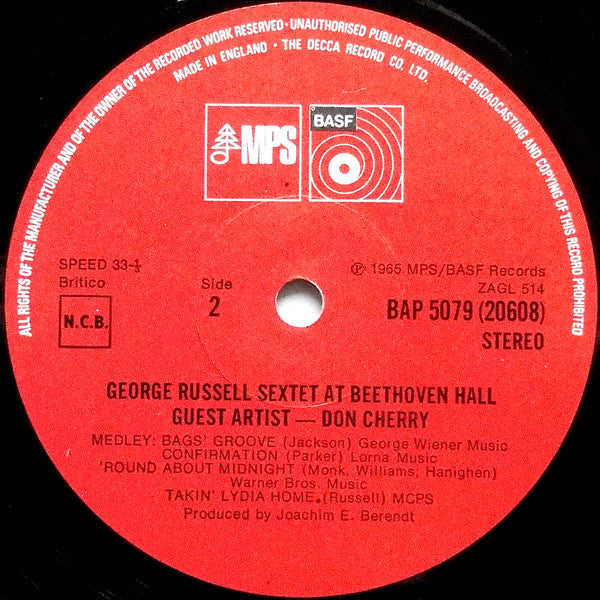 ALL RIGHTS OF THE MANUFACTURER AND OF THE OWNER OF THE RECORDED WORK RESERVED · UNAUTHORISED PUBLIC PERFORMANCE BROADCASTING AND COPYING OF THIS RECORD PROHIBITED
MADE IN ENGLAND · THE DECCA RECORD CO. LTD.
MPS
BASF
SPEED 33⅓
Britico
N.C.B.
Side
2
℗ 1965 MPS/BASF Records
ZAGL 514
BAP 5079 (20608)
STEREO
GEORGE RUSSELL SEXTET AT BEETHOVEN HALL
GUEST ARTIST — DON CHERRY
MEDLEY: BAGS' GROOVE (Jackson) George Wiener Music
CONFIRMATION (Parker) Lorna Music
'ROUND ABOUT MIDNIGHT (Monk, Williams; Hanighen)
Warner Bros. Music
TAKIN' LYDIA HOME. (Russell) MCPS
Produced by Joachim E. Berendt